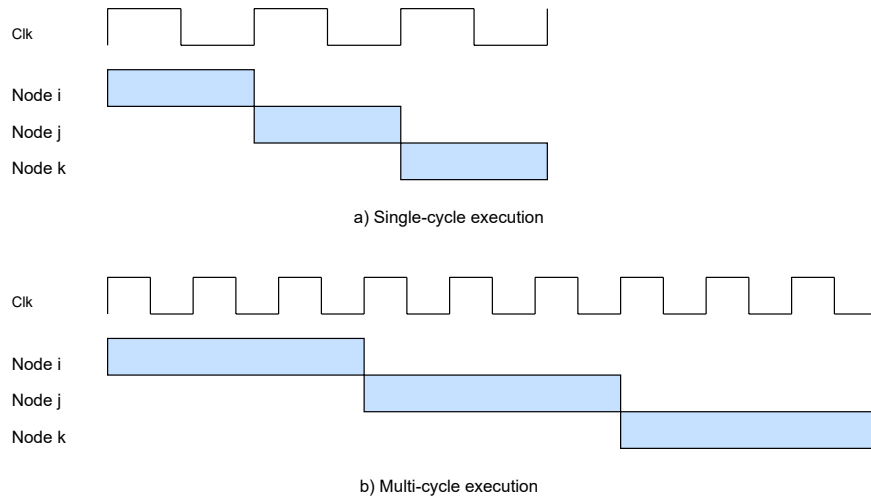 Clk
Node i
Node j
Node k
a) Single-cycle execution
Clk
Node i
Node j
Node k
b) Multi-cycle execution